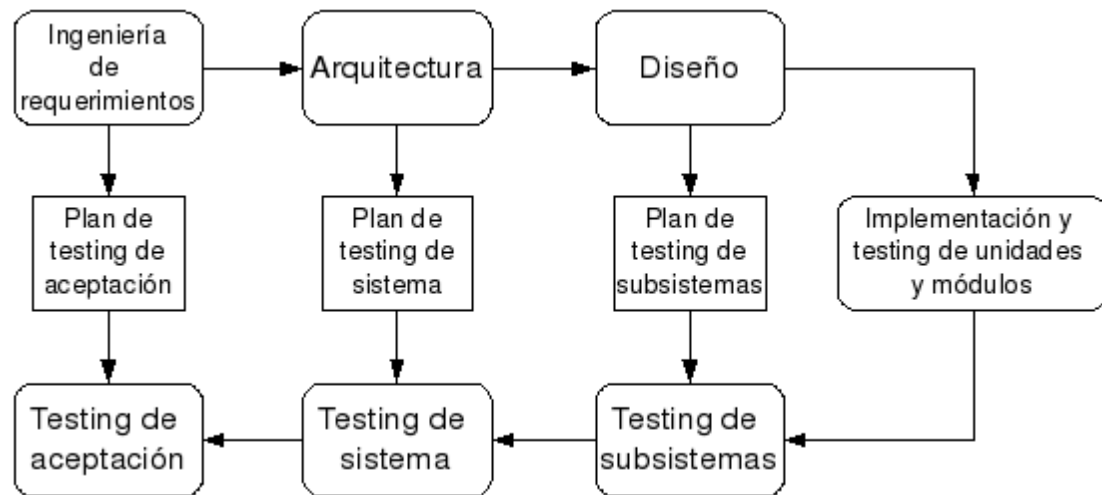 Ingeniería
de
requerimientos
Arquitectura
Diseño
Plan de
testing de
aceptación
Plan de
testing de
sistema
Plan de
testing de
subsistemas
Implementación y
testing de unidades
y módulos
Testing de
aceptación
Testing de
sistema
Testing de
subsistemas